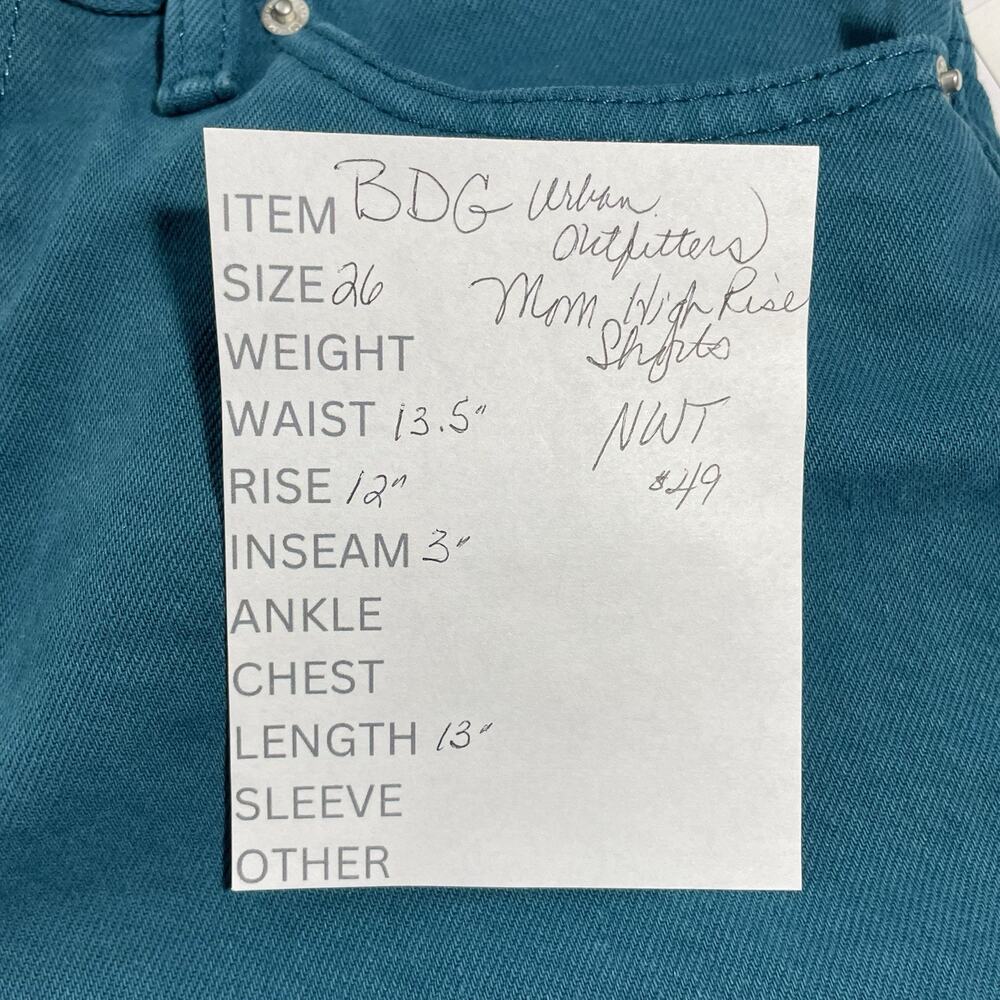 ITEM BDG Urban
Outfitters)
SIZE 26 Mom High Rise
Shorts
WEIGHT
WAIST 13.5" NWT
RISE 12" $49
INSEAM 3"
ANKLE
CHEST
LENGTH 13"
SLEEVE
OTHER